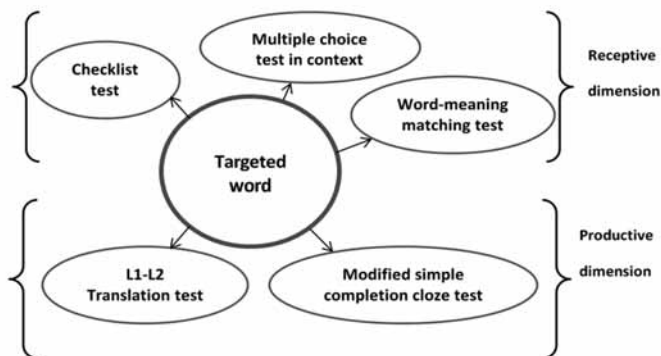 Multiple choice
test in context
Checklist
test
Word-meaning
matching test
Receptive
dimension
Targeted
word
L1-L2
Translation test
Modified simple
completion cloze test
Productive
dimension